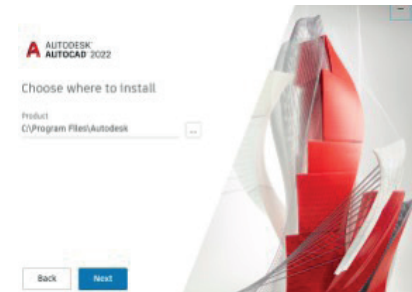 AUTODESK
AUTOCAD 2022
Choose where to install
Product
C:\Program Files\Autodesk
...
Back
Next